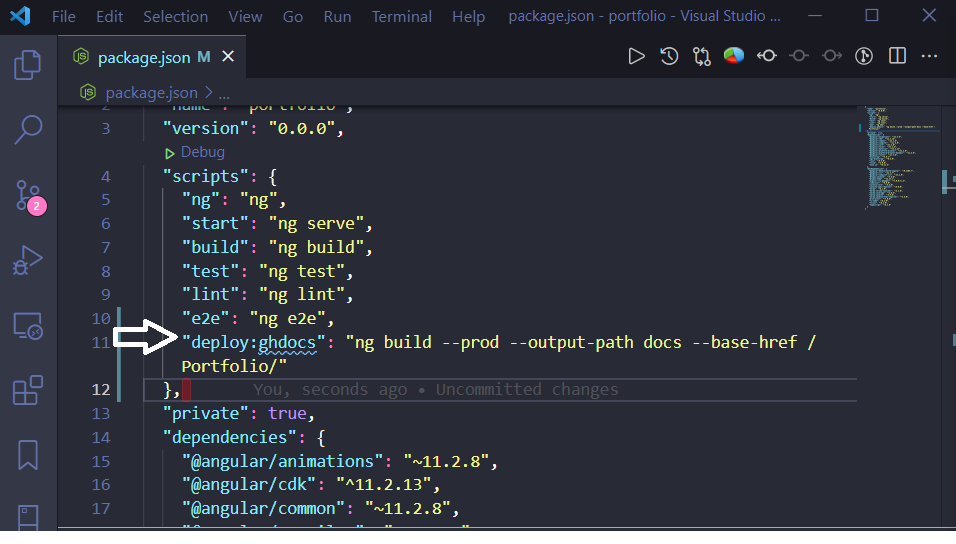 File Edit Selection View Go Run Terminal Help package.json - portfolio - Visual Studio ...
package.json M
package.json > ...
2 "name": "portfolio",
3 "version": "0.0.0",
Debug
4 "scripts": {
5 "ng": "ng",
6 "start": "ng serve",
7 "build": "ng build",
8 "test": "ng test",
9 "lint": "ng lint",
10 "e2e": "ng e2e",
11 "deploy:ghdocs": "ng build --prod --output-path docs --base-href /
Portfolio/"
12 }, You, seconds ago • Uncommitted changes
13 "private": true,
14 "dependencies": {
15 "@angular/animations": "~11.2.8",
16 "@angular/cdk": "^11.2.13",
17 "@angular/common": "~11.2.8",
2